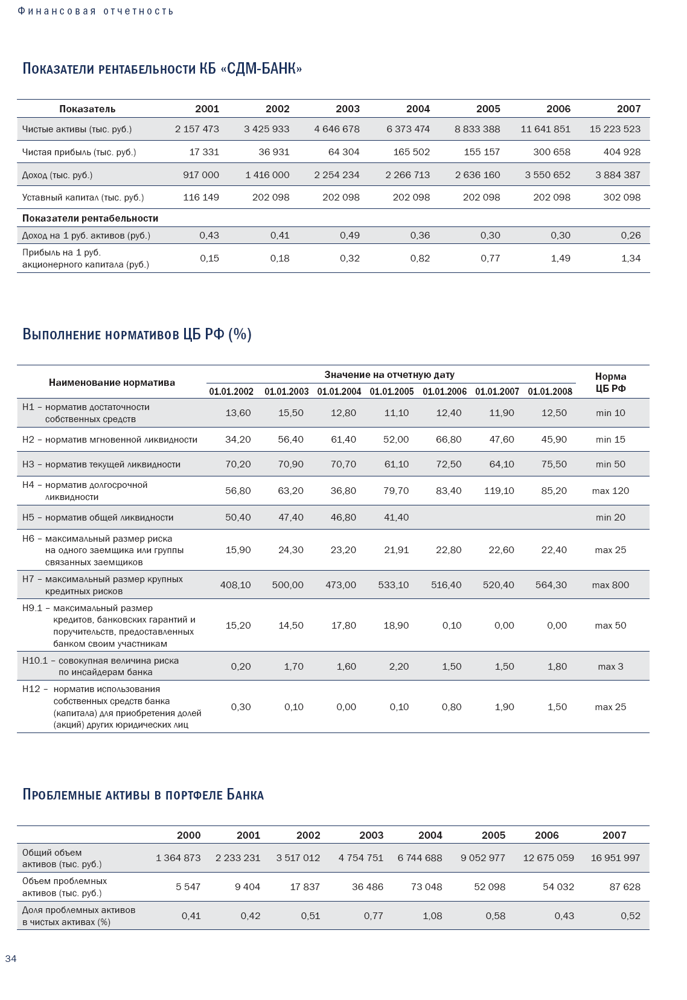 Финансовая отчетность
Показатели рентабельности КБ «СДМ-БАНК»
Показатель 2001 2002 2003 2004 2005 2006 2007
Чистые активы (тыс. руб.) 2 157 473 3 425 933 4 646 678 6 373 474 8 833 388 11 641 851 15 223 523
Чистая прибыль (тыс. руб.) 17 331 36 931 64 304 165 502 155 157 300 658 404 928
Доход (тыс. руб.) 917 000 1 416 000 2 254 234 2 266 713 2 636 160 3 550 652 3 884 387
Уставный капитал (тыс. руб.) 116 149 202 098 202 098 202 098 202 098 202 098 302 098
Показатели рентабельности
Доход на 1 руб. активов (руб.) 0,43 0,41 0,49 0,36 0,30 0,30 0,26
Прибыль на 1 руб.
акционерного капитала (руб.) 0,15 0,18 0,32 0,82 0,77 1,49 1,34
Выполнение нормативов ЦБ РФ (%)
Наименование норматива Значение на отчетную дату Норма
ЦБ РФ
01.01.2002 01.01.2003 01.01.2004 01.01.2005 01.01.2006 01.01.2007 01.01.2008
Н1 – норматив достаточности
собственных средств 13,60 15,50 12,80 11,10 12,40 11,90 12,50 min 10
Н2 – норматив мгновенной ликвидности 34,20 56,40 61,40 52,00 66,80 47,60 45,90 min 15
Н3 – норматив текущей ликвидности 70,20 70,90 70,70 61,10 72,50 64,10 75,50 min 50
Н4 – норматив долгосрочной
ликвидности 56,80 63,20 36,80 79,70 83,40 119,10 85,20 max 120
Н5 – норматив общей ликвидности 50,40 47,40 46,80 41,40 min 20
Н6 – максимальный размер риска
на одного заемщика или группы
связанных заемщиков 15,90 24,30 23,20 21,91 22,80 22,60 22,40 max 25
Н7 – максимальный размер крупных
кредитных рисков 408,10 500,00 473,00 533,10 516,40 520,40 564,30 max 800
Н9.1 – максимальный размер
кредитов, банковских гарантий и
поручительств, предоставленных
банком своим участникам 15,20 14,50 17,80 18,90 0,10 0,00 0,00 max 50
Н10.1 – совокупная величина риска
по инсайдерам банка 0,20 1,70 1,60 2,20 1,50 1,50 1,80 max 3
Н12 – норматив использования
собственных средств банка
(капитала) для приобретения долей
(акций) других юридических лиц 0,30 0,10 0,00 0,10 0,80 1,90 1,50 max 25
Проблемные активы в портфеле Банка
2000 2001 2002 2003 2004 2005 2006 2007
Общий объем
активов (тыс. руб.) 1 364 873 2 233 231 3 517 012 4 754 751 6 744 688 9 052 977 12 675 059 16 951 997
Объем проблемных
активов (тыс. руб.) 5 547 9 404 17 837 36 486 73 048 52 098 54 032 87 628
Доля проблемных активов
в чистых активах (%) 0,41 0,42 0,51 0,77 1,08 0,58 0,43 0,52
34